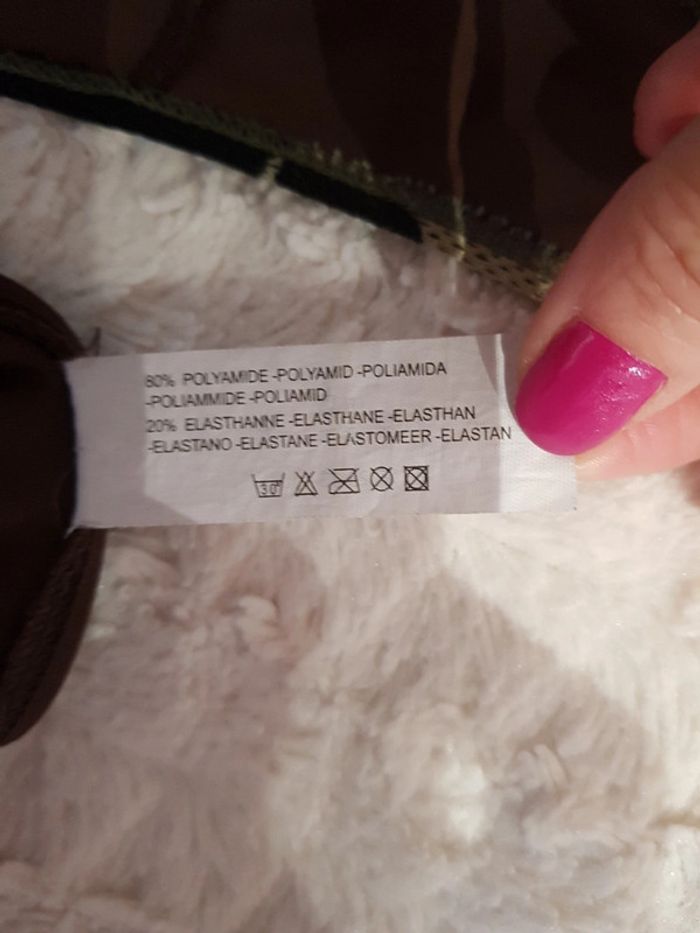 80% POLYAMIDE -POLYAMID -POLIAMIDA
-POLIAMMIDE -POLIAMID
20% ELASTHANNE -ELASTHANE -ELASTHAN
-ELASTANO -ELASTANE -ELASTOMEER -ELASTAN
30°